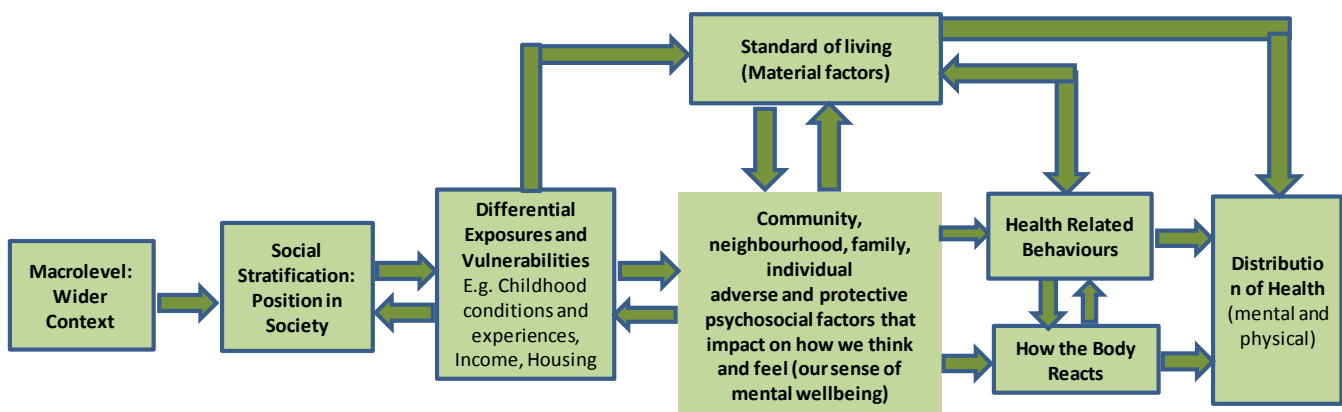 Standard of living
(Material factors)
Macrolevel:
Wider
Context
Social
Stratification:
Position in
Society
Differential
Exposures and
Vulnerabilities
E.g. Childhood
conditions and
experiences,
Income, Housing
Community,
neighbourhood, family,
individual
adverse and protective
psychosocial factors that
impact on how we think
and feel (our sense of
mental wellbeing)
Health Related
Behaviours
How the Body
Reacts
Distributio
n of Health
(mental and
physical)